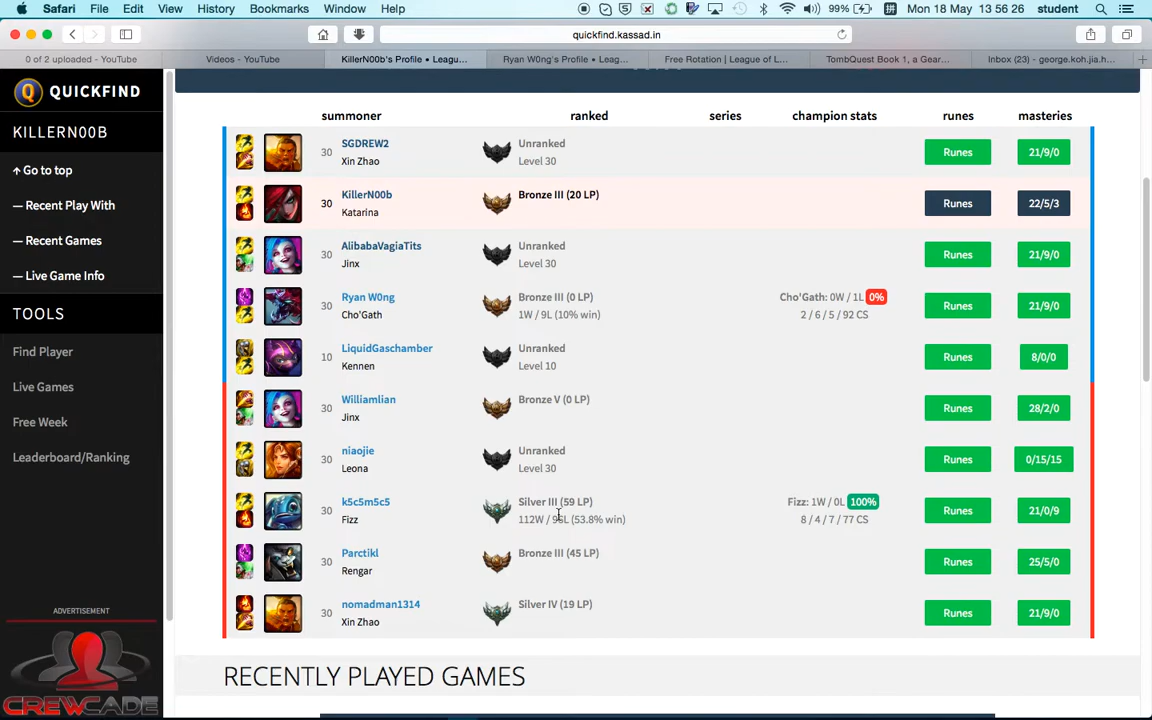 Safari File Edit View History Bookmarks Window Help 99% Mon 18 May 13 56 26 student
quickfind.kassad.in
0 of 2 uploaded - YouTube Videos - YouTube KillerN00b's Profile • Leagu... Ryan W0ng's Profile • Leag... Free Rotation | League of L... TombQuest Book 1, a Gear... Inbox (23) - george.koh.jia.h...
QUICKFIND
KILLERN00B
↑ Go to top
— Recent Play With
— Recent Games
— Live Game Info
TOOLS
Find Player
Live Games
Free Week
Leaderboard/Ranking
ADVERTISEMENT
CREWCADE
summoner ranked series champion stats runes masteries
30 SGDREW2 Unranked Runes 21/9/0
Xin Zhao Level 30
30 KillerN00b Bronze III (20 LP) Runes 22/5/3
Katarina
30 AlibabaVagiaTits Unranked Runes 21/9/0
Jinx Level 30
30 Ryan W0ng Bronze III (0 LP) Cho'Gath: 0W / 1L 0% Runes 21/9/0
Cho'Gath 1W / 9L (10% win) 2 / 6 / 5 / 92 CS
10 LiquidGaschamber Unranked Runes 8/0/0
Kennen Level 10
30 Williamlian Bronze V (0 LP) Runes 28/2/0
Jinx
30 niaojie Unranked Runes 0/15/15
Leona Level 30
30 k5c5m5c5 Silver III (59 LP) Fizz: 1W / 0L 100% Runes 21/0/9
Fizz 112W / (53.8% win) 8 / 4 / 7 / 77 CS
30 Parctikl Bronze III (45 LP) Runes 25/5/0
Rengar
30 nomadman1314 Silver IV (19 LP) Runes 21/9/0
Xin Zhao
RECENTLY PLAYED GAMES